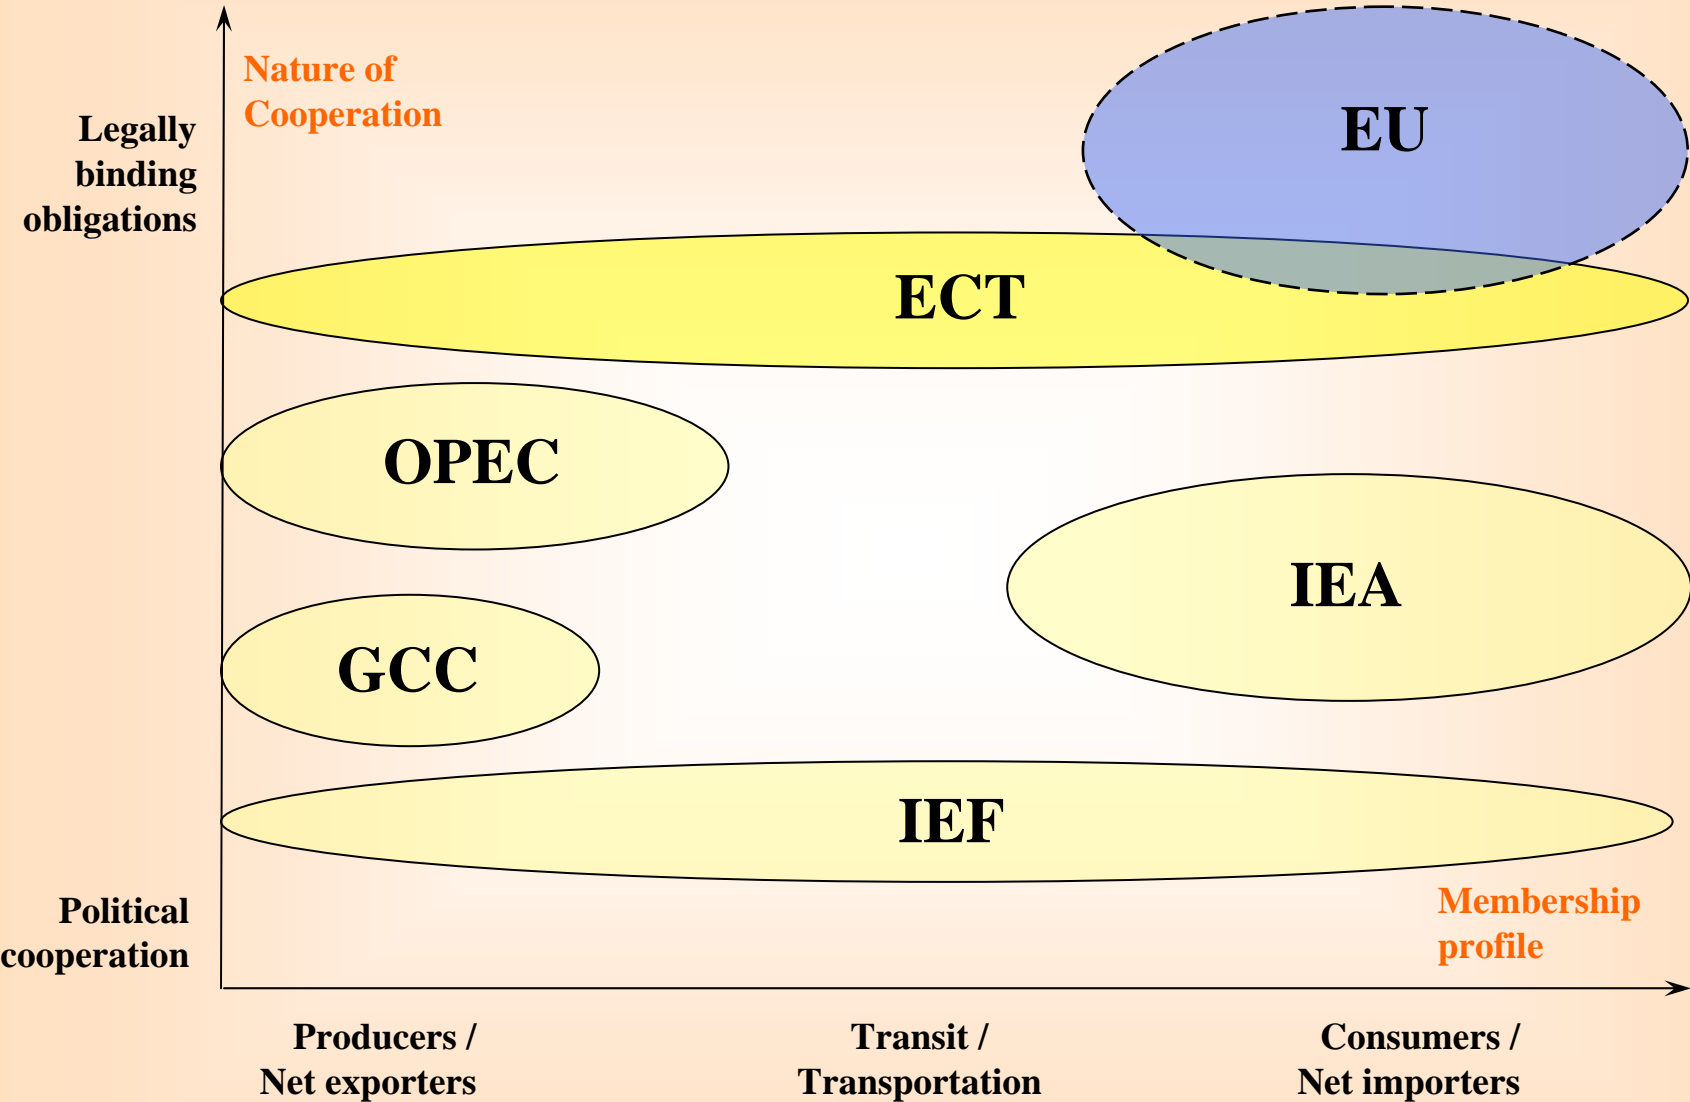 Nature of
Cooperation
Legally
binding
obligations
EU
ECT
OPEC
IEA
GCC
IEF
Political
cooperation
Membership
profile
Producers /
Net exporters
Transit /
Transportation
Consumers /
Net importers